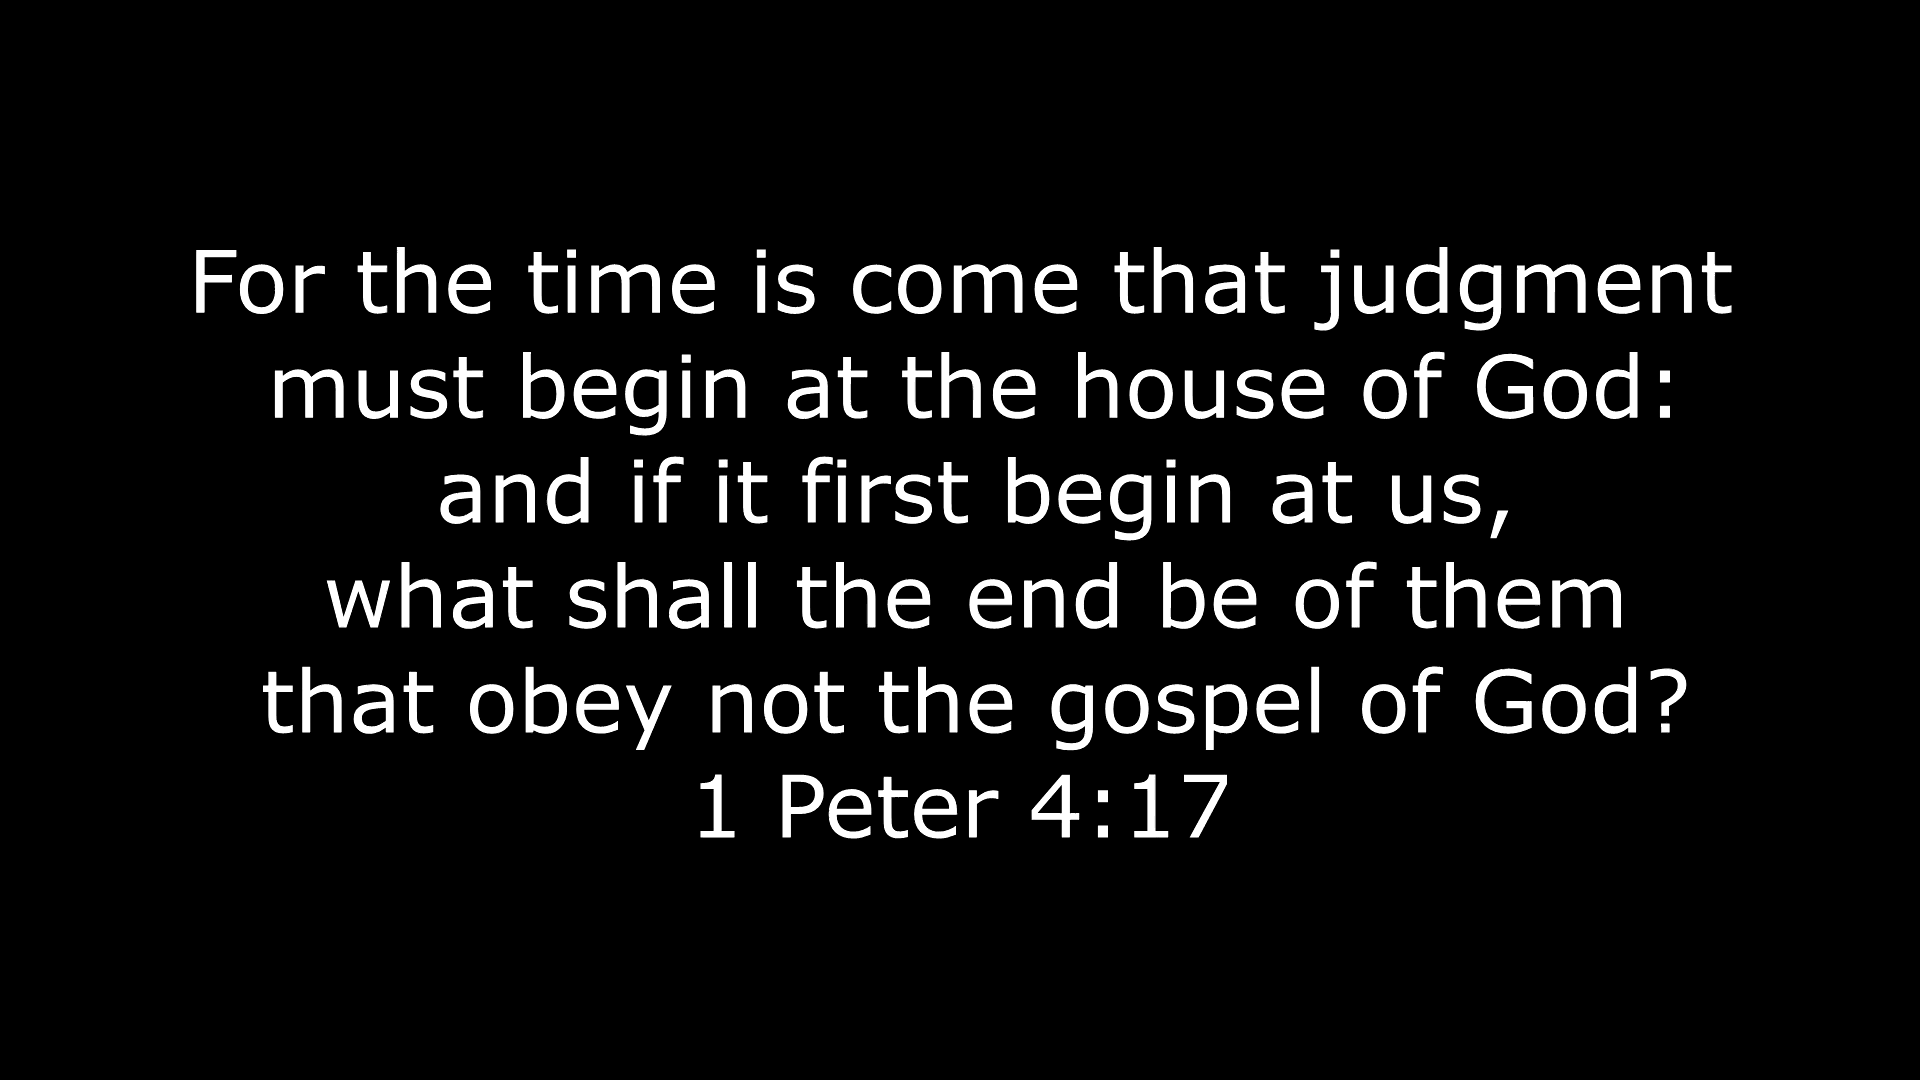 For the time is come that judgment
must begin at the house of God:
and if it first begin at us,
what shall the end be of them
that obey not the gospel of God?
1 Peter 4:17